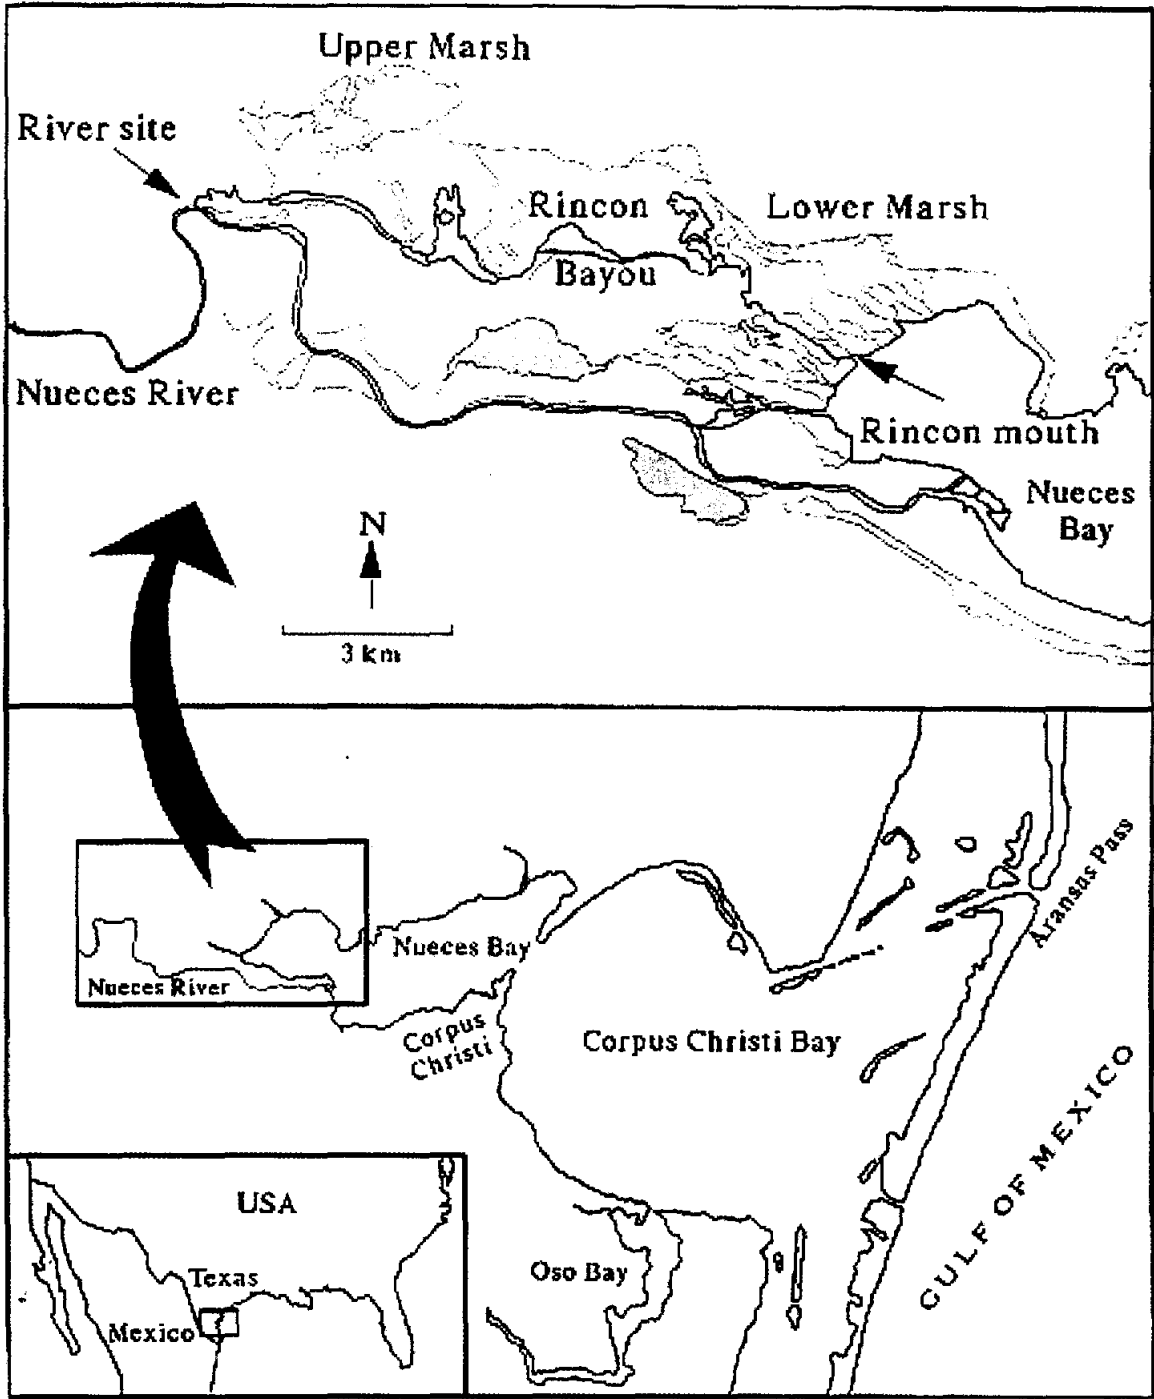 Upper Marsh
River site
Rincon
Bayou
Lower Marsh
Nueces River
Rincon mouth
Nueces
Bay
N
3 km
Aransas Pass
Nueces Bay
Nueces River
Corpus
Christi
Corpus Christi Bay
GULF OF MEXICO
USA
Texas
Mexico
Oso Bay